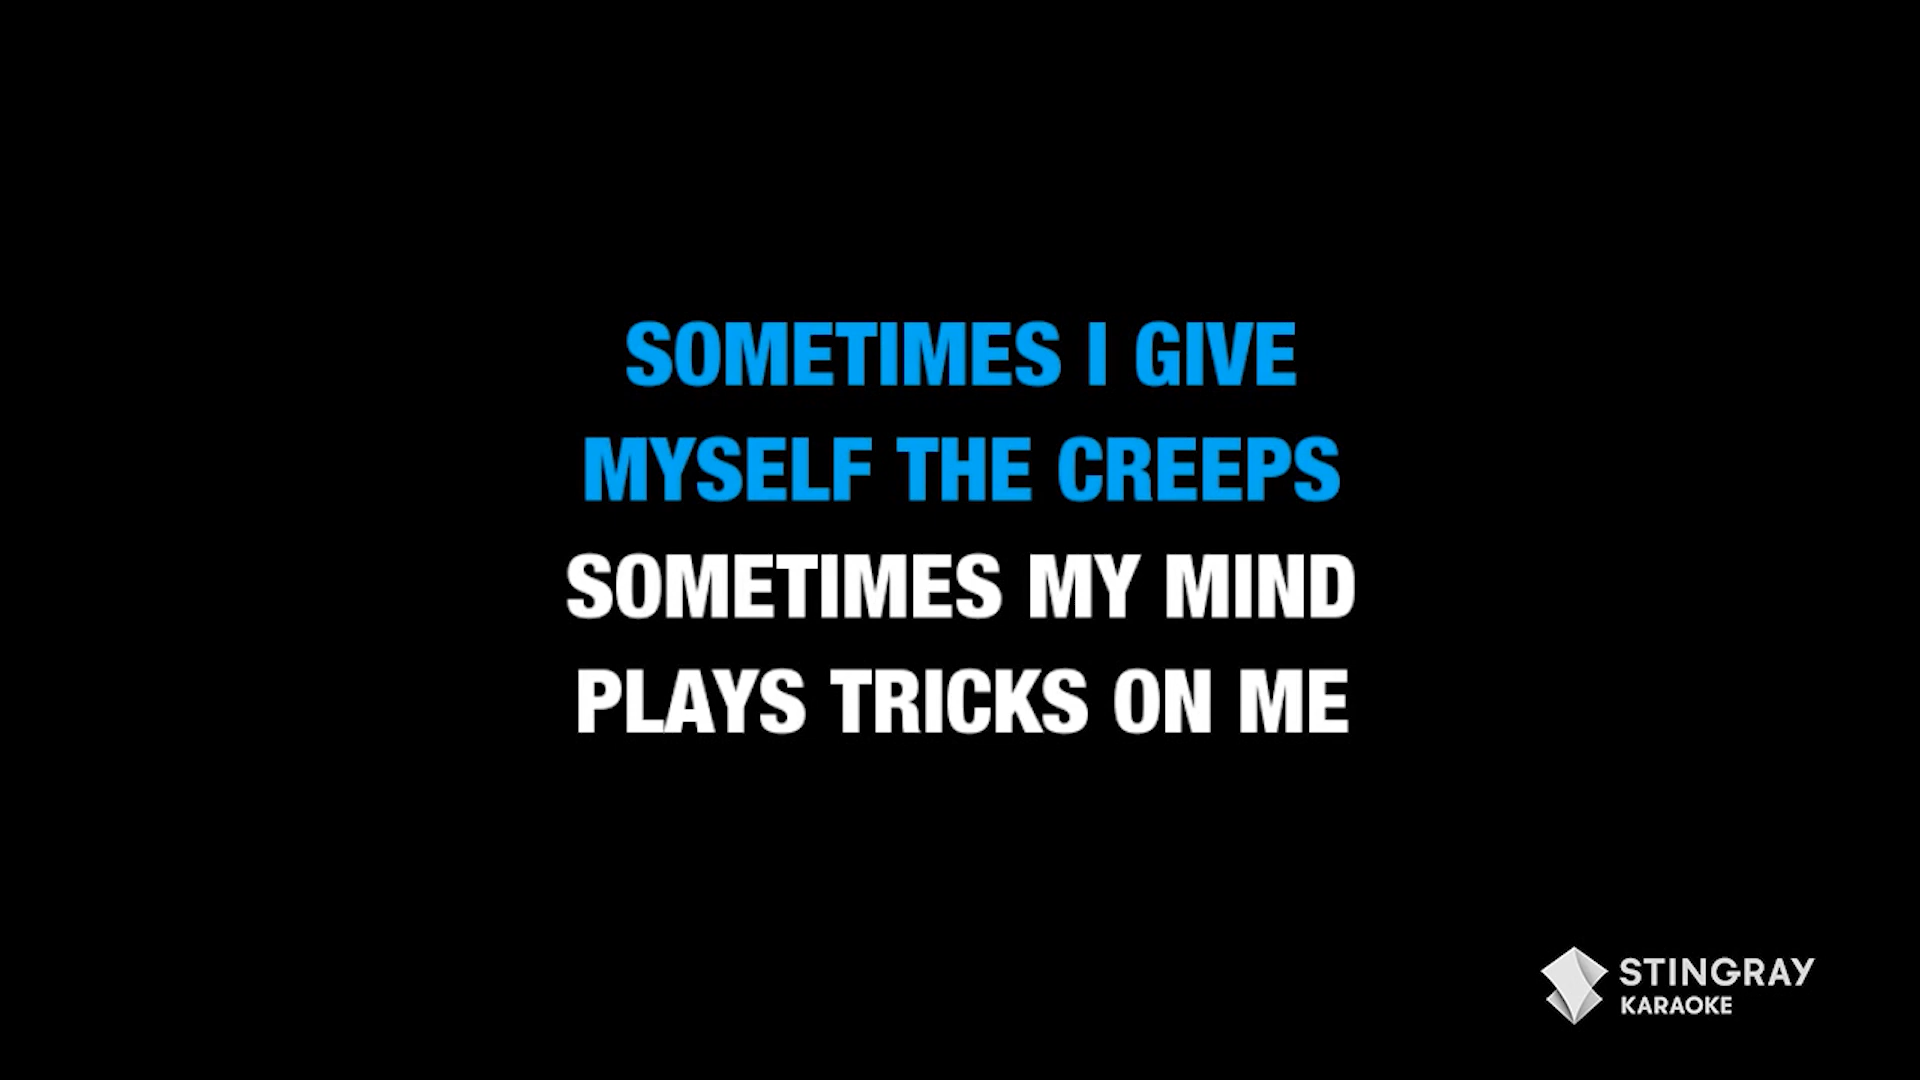 SOMETIMES I GIVE
MYSELF THE CREEPS
SOMETIMES MY MIND
PLAYS TRICKS ON ME
STINGRAY
KARAOKE